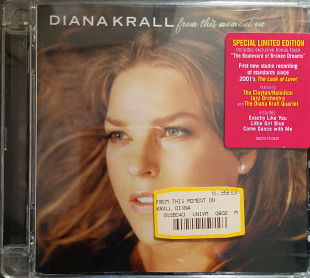 DIANA KRALL from this moment on
SPECIAL LIMITED EDITION
Includes exclusive bonus track
"The Boulevard of Broken Dreams"
First new studio recording
of standards since
2001's The Look of Love!
featuring
The Clayton/Hamilton
Jazz Orchestra
and The Diana Krall Quartet
includes
Exactly Like You
Little Girl Blue
Come Dance with Me
6.99
FROM THIS MOMENT ON
KRALL DIANA
UNIVM 0802 M